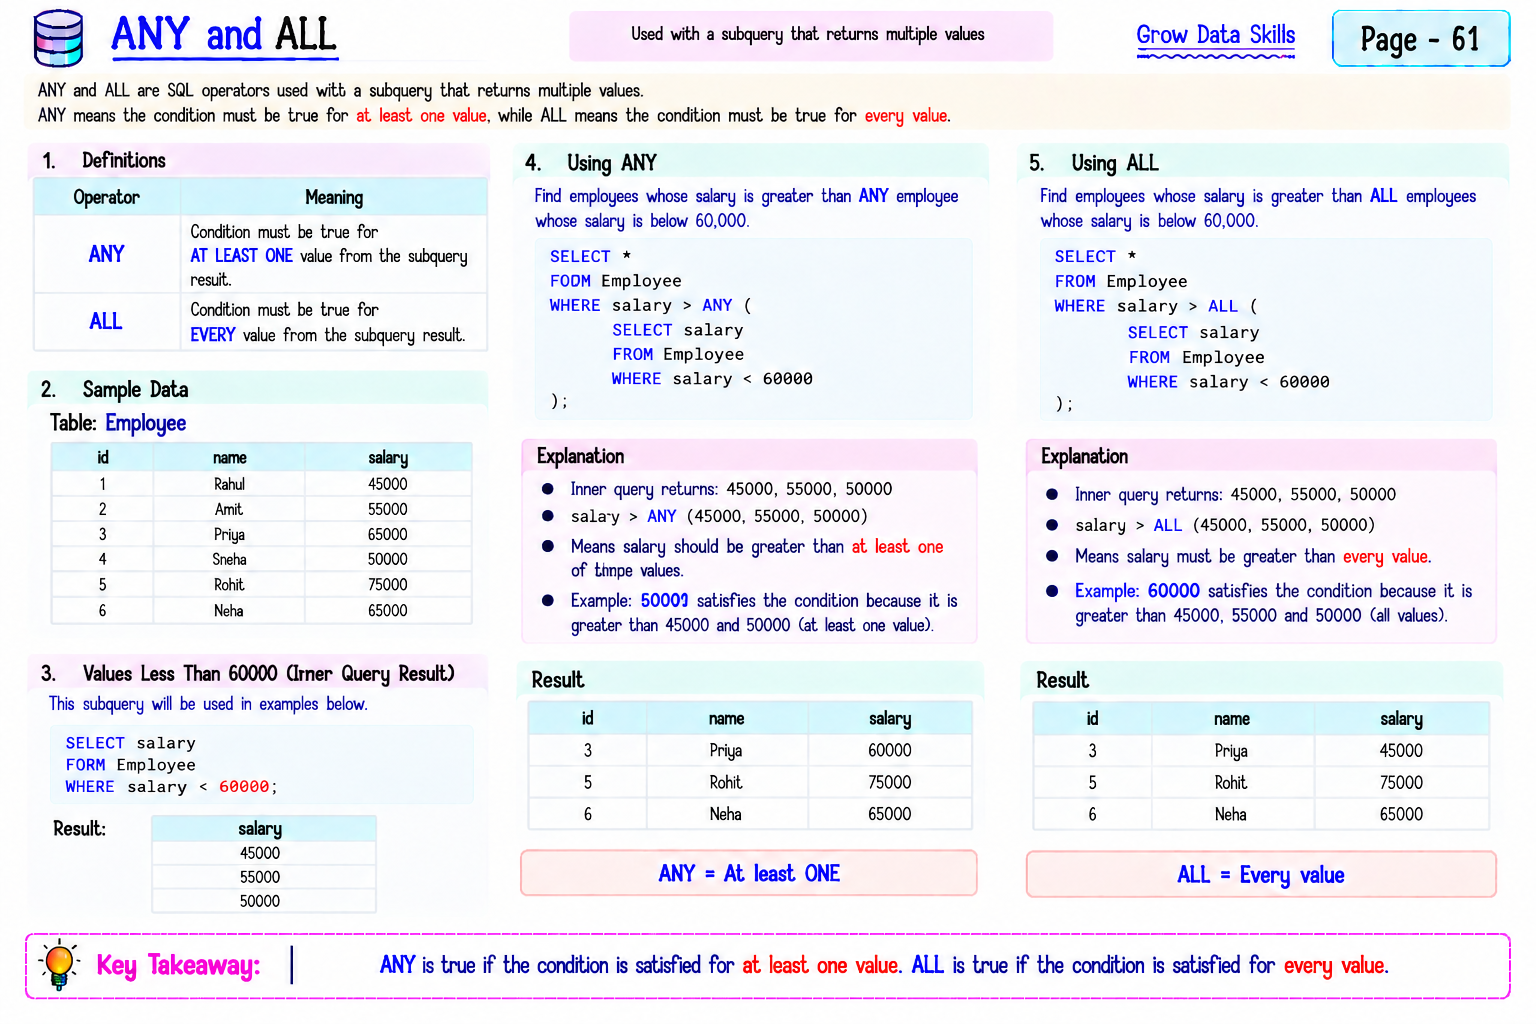 ANY and ALL
Used with a subquery that returns multiple values
Grow Data Skills
Page - 61
ANY and ALL are SQL operators used witt a subquery that returns multiple values.
ANY means the condition must be true for at least one value, while ALL means the condition must be true for every value.
1. Definitions
Operator Meaning
ANY
Condition must be true for
AT LEAST ONE value from the subquery
resuit.
ALL
Condition must be true for
EVERY value from the subquery result.
2. Sample Data
Table: Employee
id name salary
1 Rahul 45000
2 Amit 55000
3 Priya 65000
4 Sneha 50000
5 Rohit 75000
6 Neha 65000
3. Values Less Than 60000 (Irner Query Result)
This subquery will be used in examples below.
SELECT salary
FORM Employee
WHERE salary < 60000;
Result:
salary
45000
55000
50000
4. Using ANY
Find employees whose salary is greater than ANY employee
whose salary is below 60,000.
SELECT *
FODM Employee
WHERE salary > ANY (
SELECT salary
FROM Employee
WHERE salary < 60000
);
Explanation
● Inner query returns: 45000, 55000, 50000
● salary > ANY (45000, 55000, 50000)
● Means salary should be greater than at least one
of values.
● Example: satisfies the condition because it is
greater than 45000 and 50000 (at least one value).
Result
id name salary
3 Priya 60000
5 Rohit 75000
6 Neha 65000
ANY = At least ONE
5. Using ALL
Find employees whose salary is greater than ALL employees
whose salary is below 60,000.
SELECT *
FROM Employee
WHERE salary > ALL (
SELECT salary
FROM Employee
WHERE salary < 60000
);
Explanation
● Inner query returns: 45000, 55000, 50000
● salary > ALL (45000, 55000, 50000)
● Means salary must be greater than every value.
● Example: 60000 satisfies the condition because it is
greater than 45000, 55000 and 50000 (all values).
Result
id name salary
3 Priya 45000
5 Rohit 75000
6 Neha 65000
ALL = Every value
Key Takeaway:
ANY is true if the condition is satisfied for at least one value. ALL is true if the condition is satisfied for every value.